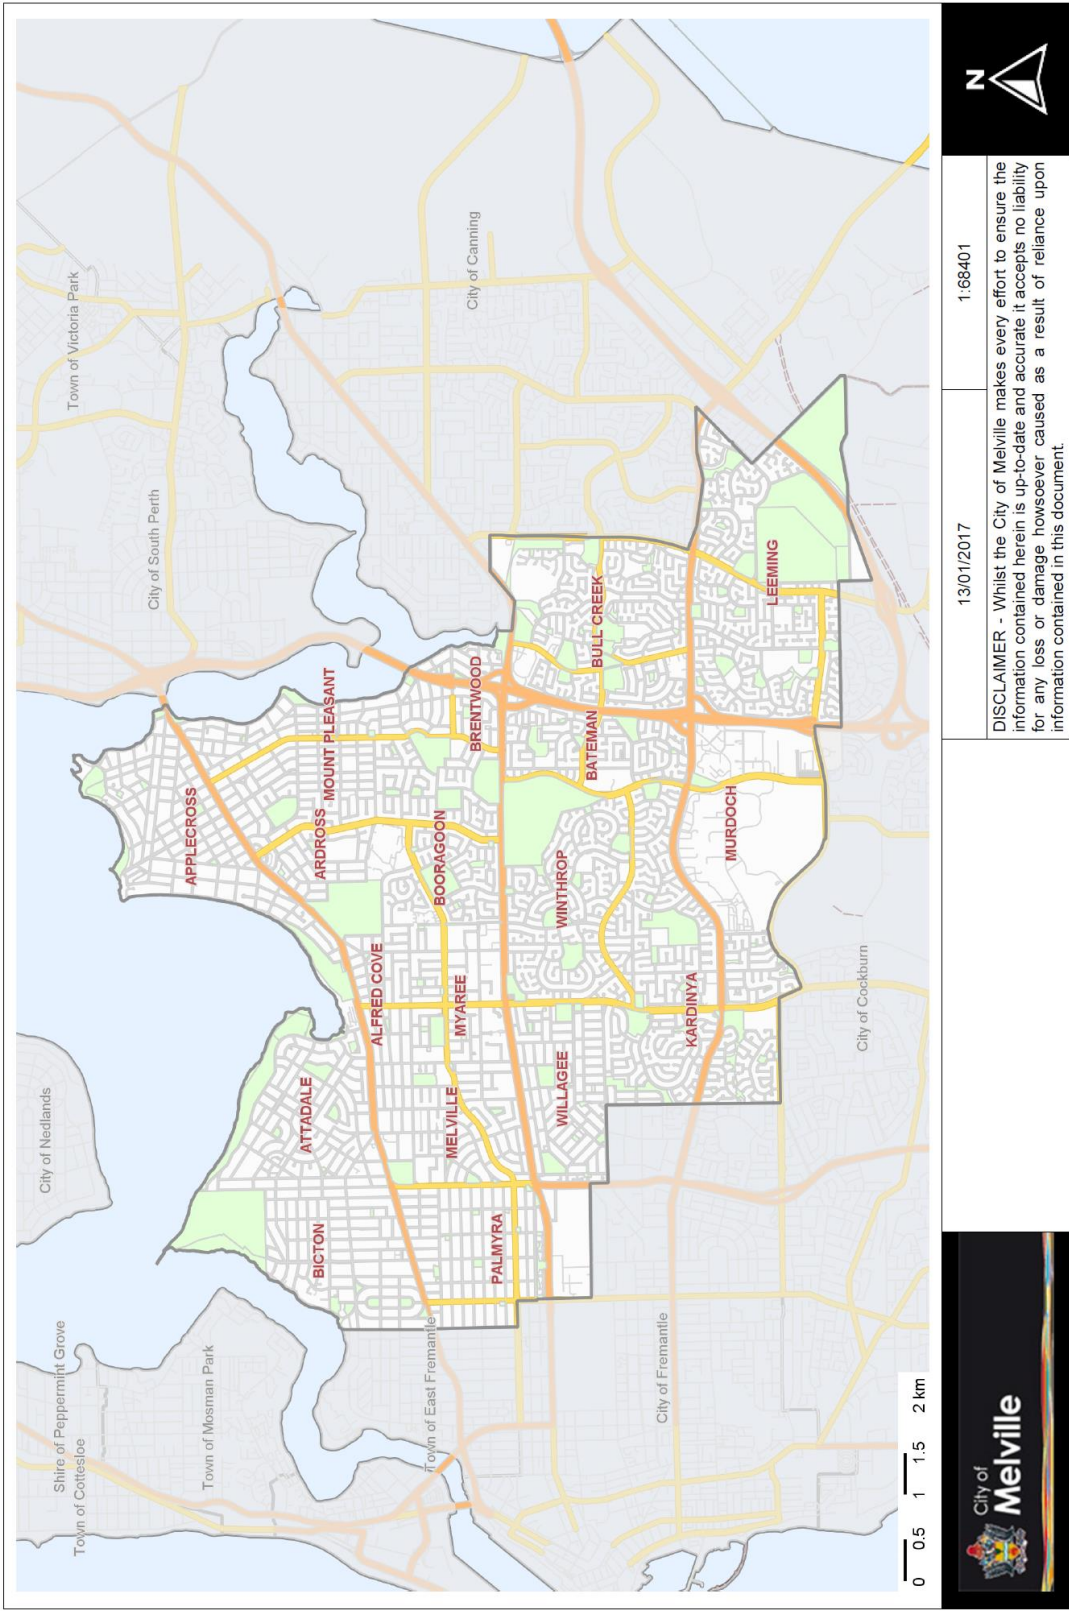 Shire of Peppermint Grove
Town of Cottesloe
City of Nedlands
Town of Victoria Park
City of South Perth
Town of Mosman Park
APPLECROSS
BICTON
ATTADALE
ARDROSS
MOUNT PLEASANT
ALFRED COVE
Town of East Fremantle
MELVILLE
MYAREE
BOORAGOON
BRENTWOOD
City of Canning
PALMYRA
WILLAGEE
WINTHROP
BATEMAN
BULL CREEK
City of Fremantle
KARDINYA
MURDOCH
LEEMING
City of Cockburn
0 0.5 1 1.5 2 km
City of
Melville
13/01/2017
1:68401
N
DISCLAIMER - Whilst the City of Melville makes every effort to ensure the
information contained herein is up-to-date and accurate it accepts no liability
for any loss or damage howsoever caused as a result of reliance upon
information contained in this document.